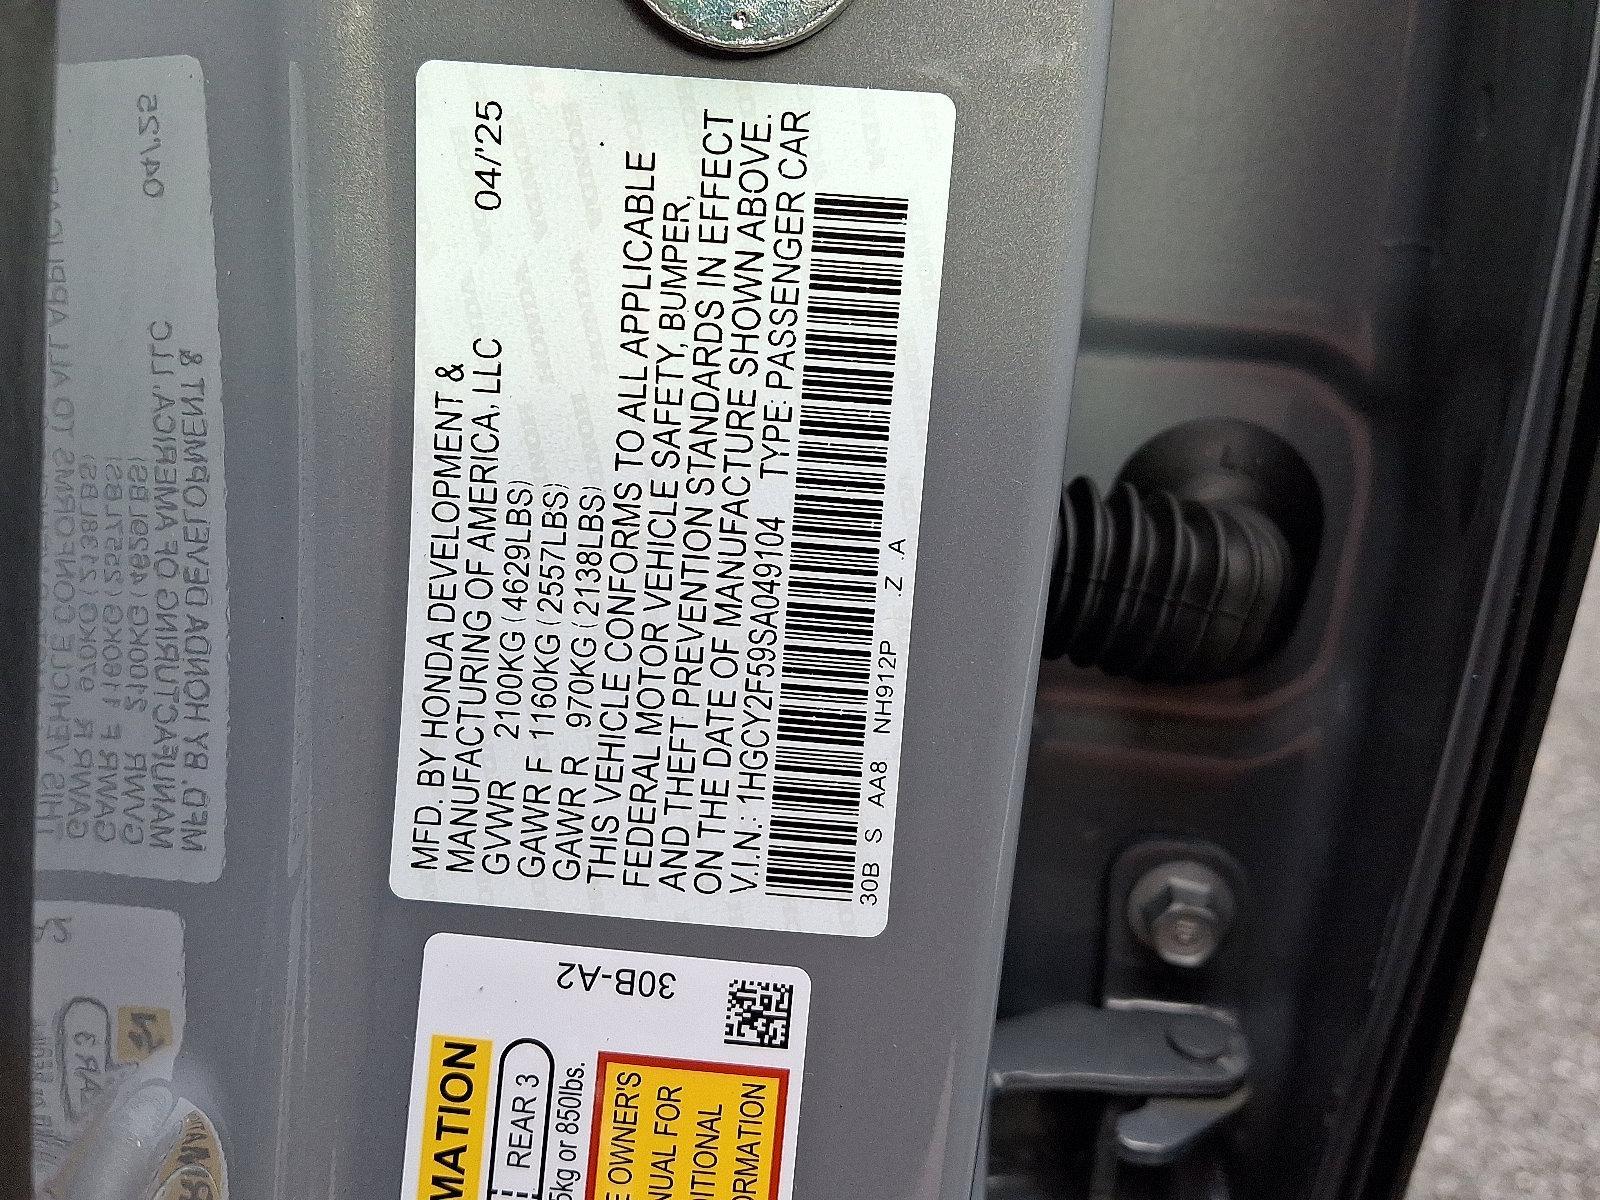 MFD. BY HONDA DEVELOPMENT &
MANUFACTURING OF AMERICA, LLC 04/'25
GVWR 2100KG (4629LBS)
GAWR F 1160KG (2557LBS)
GAWR R 970KG (2138LBS)
THIS VEHICLE CONFORMS TO ALL APPLICABLE
FEDERAL MOTOR VEHICLE SAFETY, BUMPER,
AND THEFT PREVENTION STANDARDS IN EFFECT
ON THE DATE OF MANUFACTURE SHOWN ABOVE.
V.I.N.: 1HGCY2F59SA049104 TYPE: PASSENGER CAR
30B S AA8 NH912P .Z .A
30B-A2
MATION
REAR 3
5kg or 850lbs.
E OWNER'S
NUAL FOR
DITIONAL
ORMATION